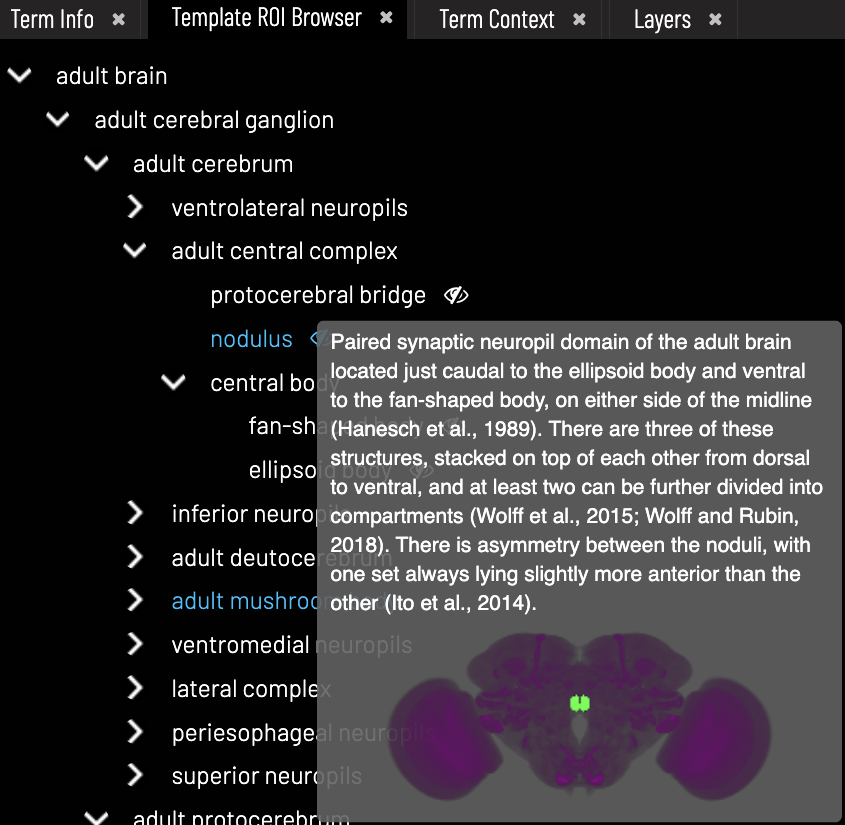 Term Info ✖ Template ROI Browser ✖ Term Context ✖ Layers ✖
adult brain
adult cerebral ganglion
adult cerebrum
ventrolateral neuropils
adult central complex
protocerebral bridge
nodulus
central body
fan-shaped body
ellipsoid body
inferior neuropils
adult deutocerebrum
adult mushroom body
ventromedial neuropils
lateral complex
periesophageal neuropils
superior neuropils
adult protocerebrum
Paired synaptic neuropil domain of the adult brain
located just caudal to the ellipsoid body and ventral
to the fan-shaped body, on either side of the midline
(Hanesch et al., 1989). There are three of these
structures, stacked on top of each other from dorsal
to ventral, and at least two can be further divided into
compartments (Wolff et al., 2015; Wolff and Rubin,
2018). There is asymmetry between the noduli, with
one set always lying slightly more anterior than the
other (Ito et al., 2014).